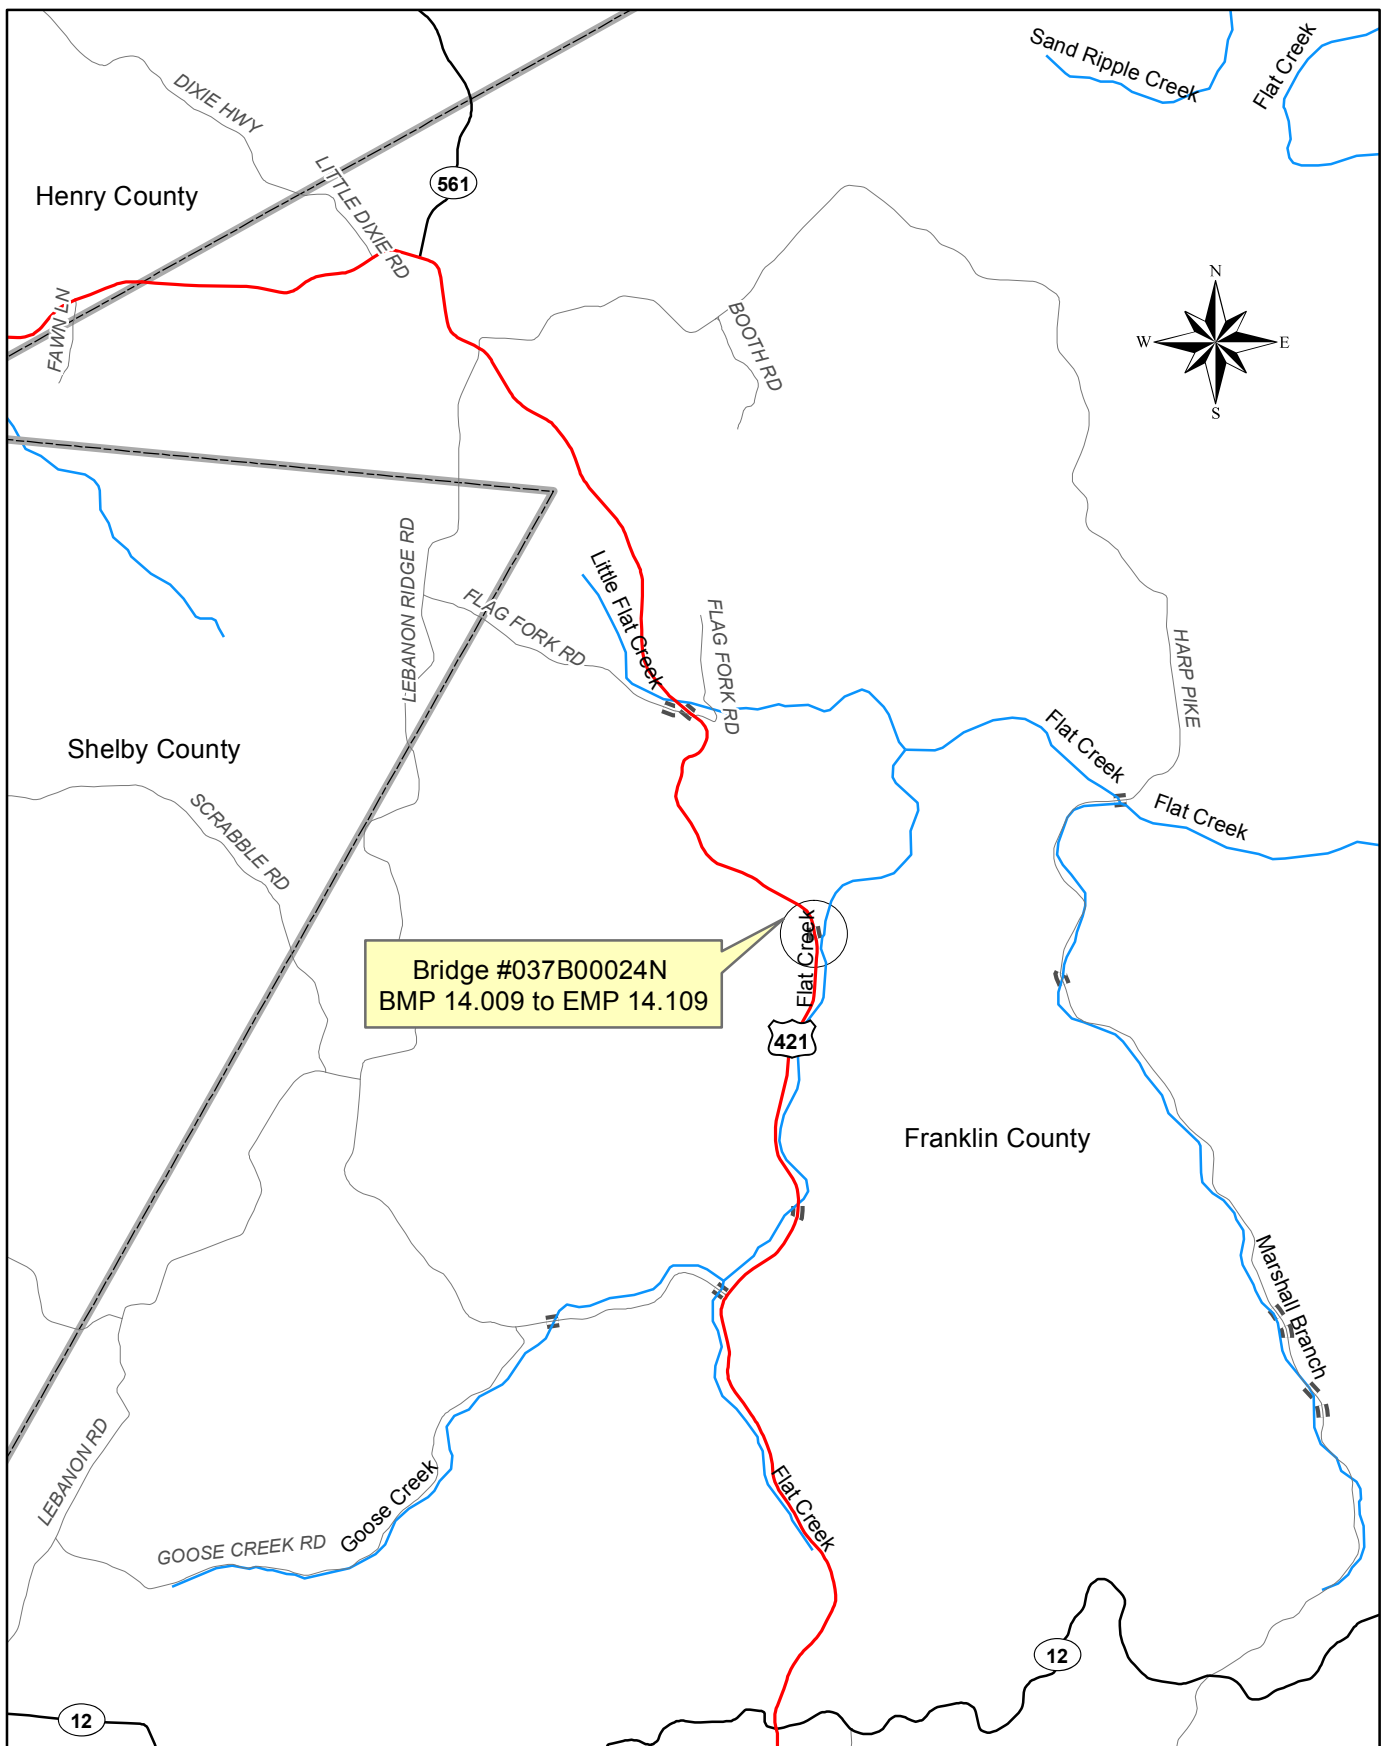 Sand Ripple Creek
Flat Creek
DIXIE HWY
LITTLE DIXIE RD
561
Henry County
FAWN LN
N
W
E
S
BOOTH RD
LEBANON RIDGE RD
FLAG FORK RD
Little Flat Creek
FLAG FORK RD
HARP PIKE
Shelby County
Flat Creek
Flat Creek
SCRABBLE RD
Flat Creek
Bridge #037B00024N
BMP 14.009 to EMP 14.109
421
Franklin County
Marshall Branch
LEBANON RD
Goose Creek
GOOSE CREEK RD
Flat Creek
12
12